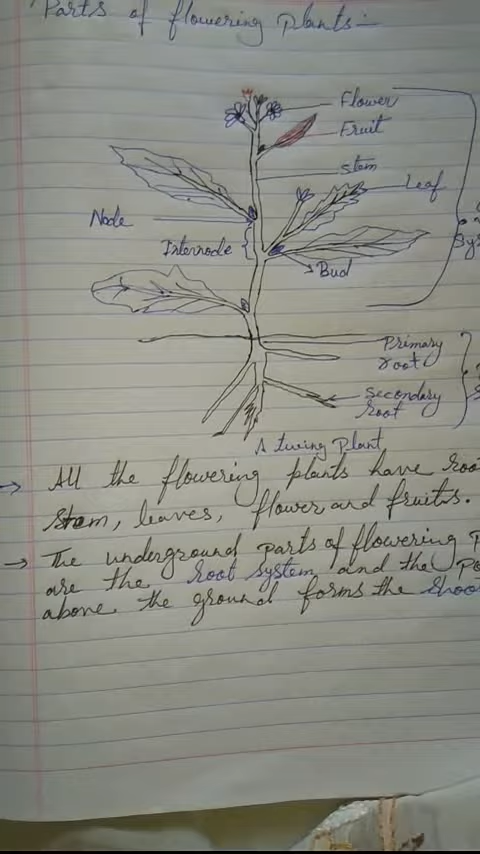 Parts of flowering plants:-
Flower
Fruit
Stem
Leaf
Node
Internode
Bud
Primary
root
Secondary
root
A Living Plant
→ All the flowering plants have
Stem, leaves, flower and fruits.
→ The underground parts of flowering
are the root system and the
above the ground forms the